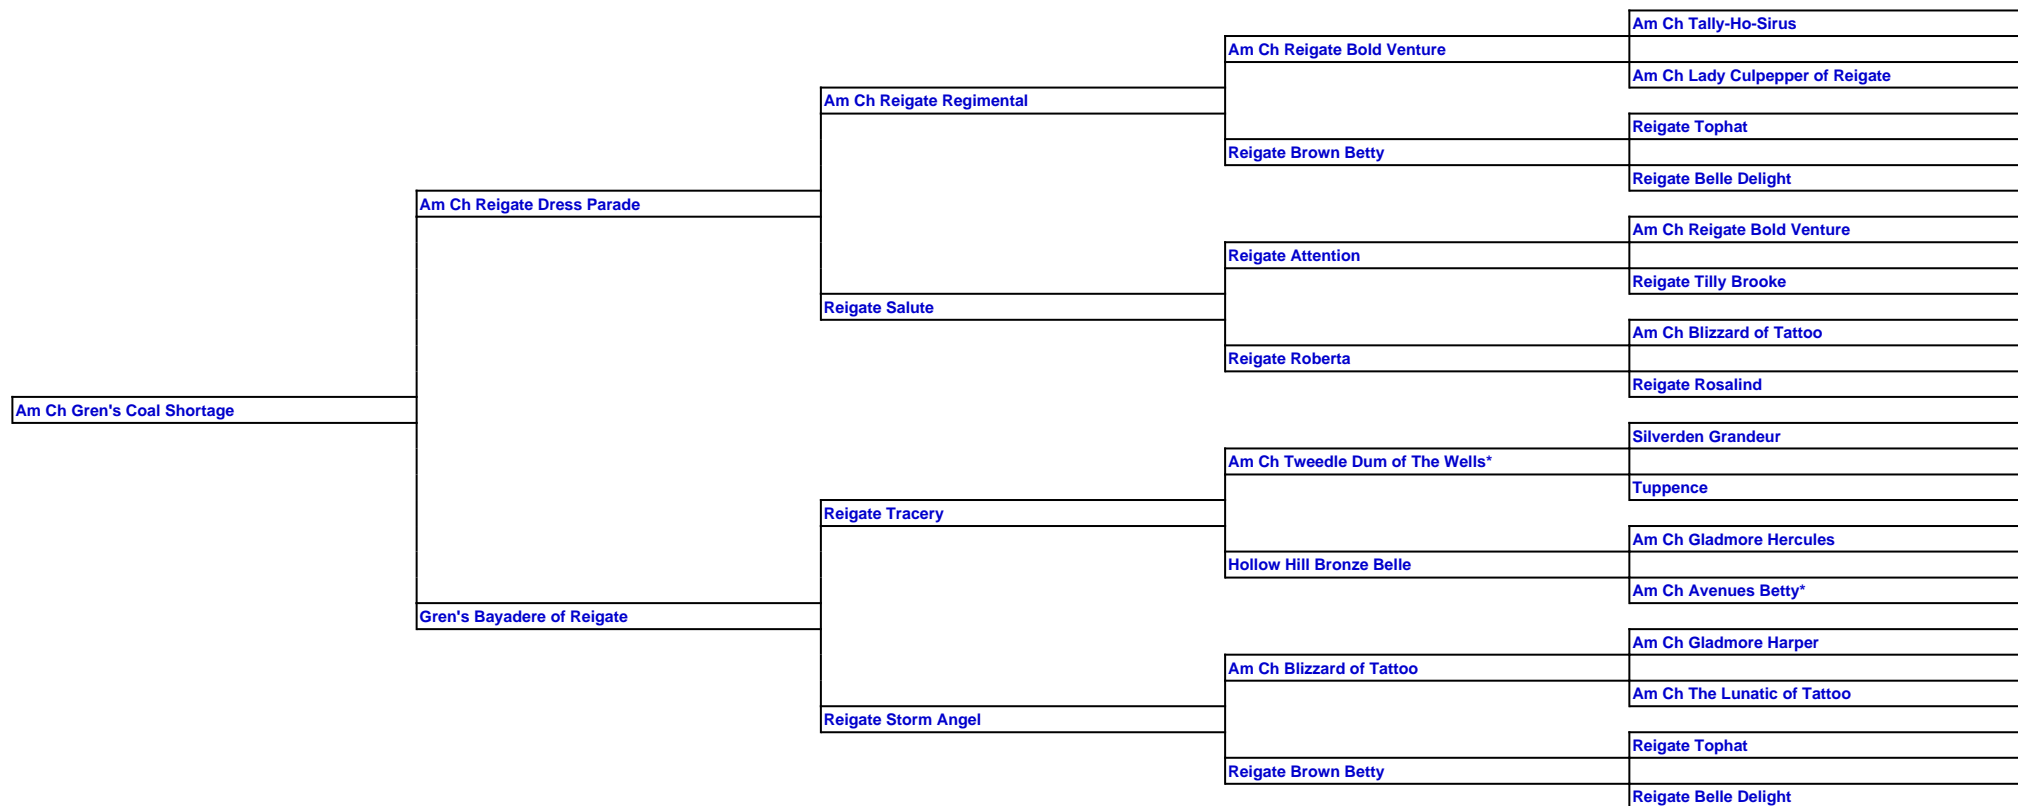 Am Ch Tally-Ho-Sirus
Am Ch Reigate Bold Venture
Am Ch Lady Culpepper of Reigate
Am Ch Reigate Regimental
Reigate Tophat
Reigate Brown Betty
Reigate Belle Delight
Am Ch Reigate Dress Parade
Am Ch Reigate Bold Venture
Reigate Attention
Reigate Tilly Brooke
Reigate Salute
Am Ch Blizzard of Tattoo
Reigate Roberta
Reigate Rosalind
Am Ch Gren's Coal Shortage
Silverden Grandeur
Am Ch Tweedle Dum of The Wells*
Tuppence
Reigate Tracery
Am Ch Gladmore Hercules
Hollow Hill Bronze Belle
Am Ch Avenues Betty*
Gren's Bayadere of Reigate
Am Ch Gladmore Harper
Am Ch Blizzard of Tattoo
Am Ch The Lunatic of Tattoo
Reigate Storm Angel
Reigate Tophat
Reigate Brown Betty
Reigate Belle Delight